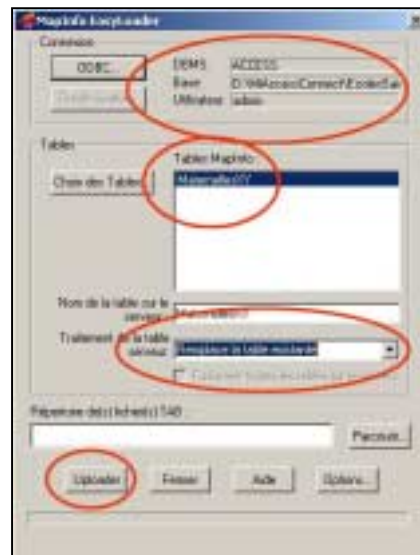 MapInfo EasyLoader
Connexion
ODBC...
DBMS ACCESS
Base
Utilisateur admin
Tables
Tables MapInfo
Choix des Tables...
Nom de la table sur le
serveur:
Traitement de la table
serveur:
Remplacer la table existante
Répertoire de(s) fichier(s) TAB
Parcourir...
Uploader
Fermer
Aide
Options...